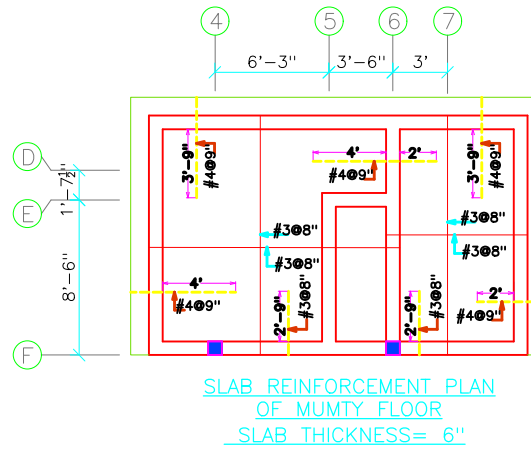 4 5 6 7
6'-3" 3'-6" 3'
D
E
F
1'-7½"
8'-6"
3'-9" #4@9"
4' 2'
#4@9"
3'-9" #4@9"
#3@8"
#3@8"
#3@8"
#3@8"
4'
#4@9"
2'-9" #3@8"
2'-9" #3@8"
2'
#4@9"
SLAB REINFORCEMENT PLAN
OF MUMTY FLOOR
SLAB THICKNESS= 6"